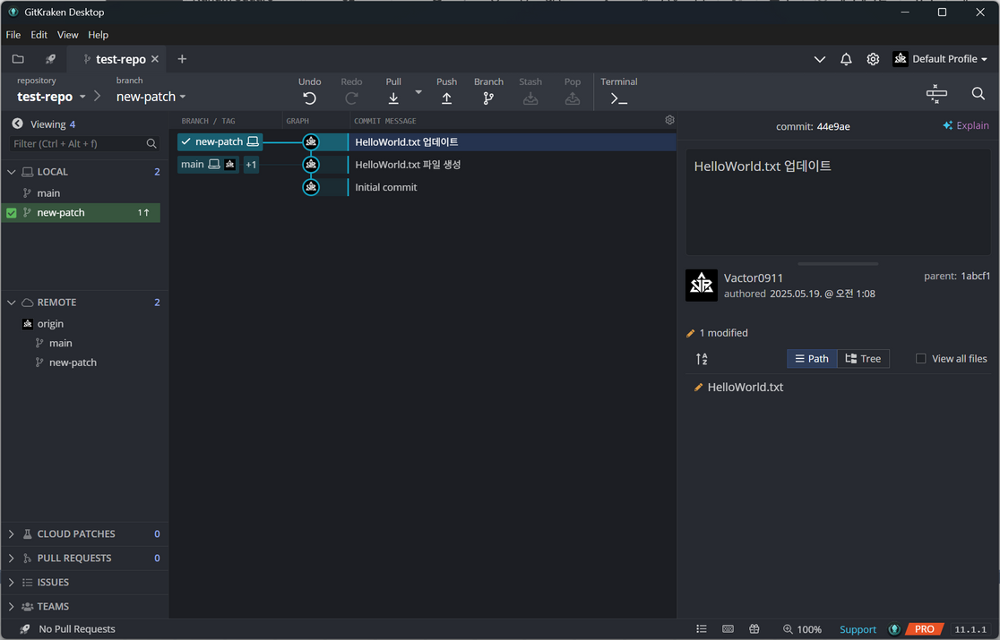 GitKraken Desktop
File Edit View Help
test-repo
Default Profile
repository
test-repo
branch
new-patch
Undo
Redo
Pull
Push
Branch
Stash
Pop
Terminal
Viewing 4
Filter (Ctrl + Alt + f)
LOCAL 2
main
new-patch 1↑
REMOTE 2
origin
main
new-patch
CLOUD PATCHES 0
PULL REQUESTS 0
ISSUES
TEAMS
BRANCH / TAG GRAPH COMMIT MESSAGE
new-patch HelloWorld.txt 업데이트
main +1 HelloWorld.txt 파일 생성
Initial commit
commit: 44e9ae Explain
HelloWorld.txt 업데이트
Vactor0911 parent: 1abcf1
authored 2025.05.19. @ 오전 1:08
1 modified
Path Tree View all files
HelloWorld.txt
No Pull Requests 100% Support PRO 11.1.1